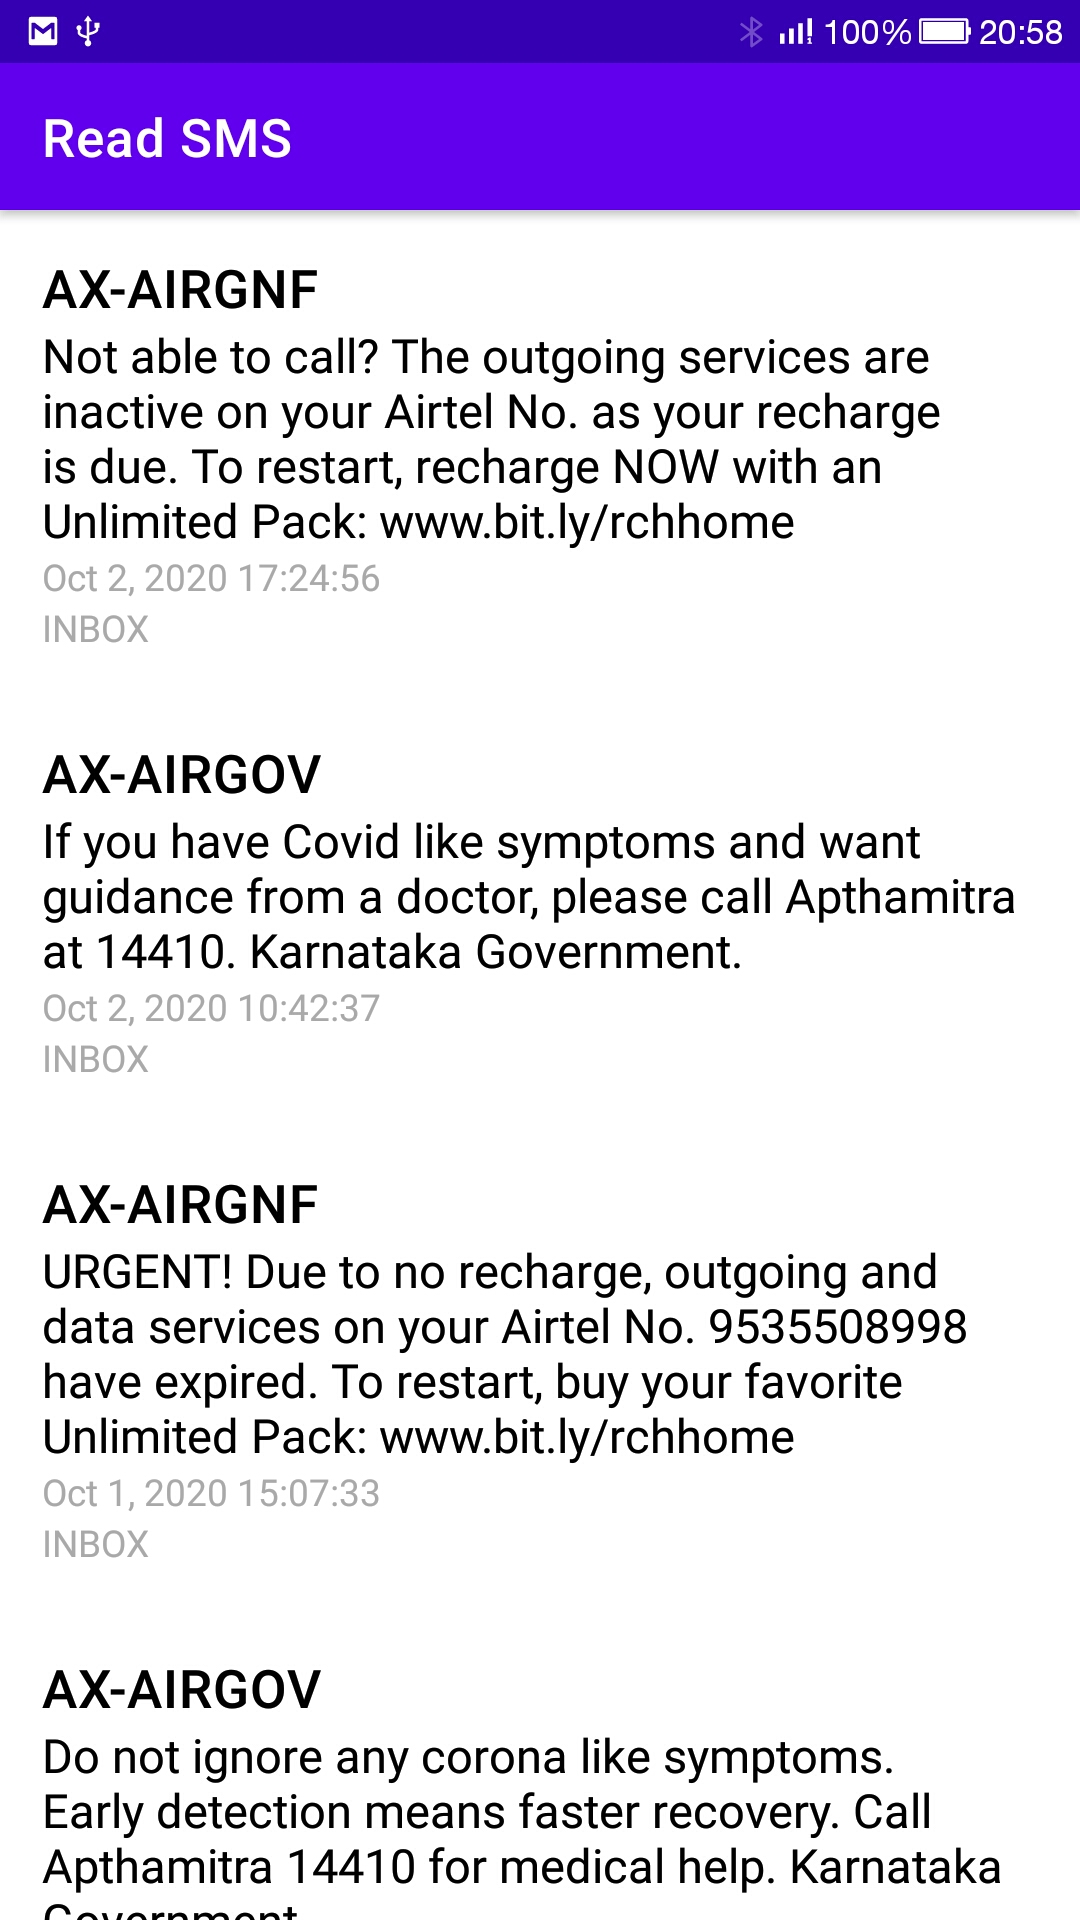 100% 20:58
Read SMS
AX-AIRGNF
Not able to call? The outgoing services are
inactive on your Airtel No. as your recharge
is due. To restart, recharge NOW with an
Unlimited Pack: www.bit.ly/rchhome
Oct 2, 2020 17:24:56
INBOX
AX-AIRGOV
If you have Covid like symptoms and want
guidance from a doctor, please call Apthamitra
at 14410. Karnataka Government.
Oct 2, 2020 10:42:37
INBOX
AX-AIRGNF
URGENT! Due to no recharge, outgoing and
data services on your Airtel No. 9535508998
have expired. To restart, buy your favorite
Unlimited Pack: www.bit.ly/rchhome
Oct 1, 2020 15:07:33
INBOX
AX-AIRGOV
Do not ignore any corona like symptoms.
Early detection means faster recovery. Call
Apthamitra 14410 for medical help. Karnataka
Government